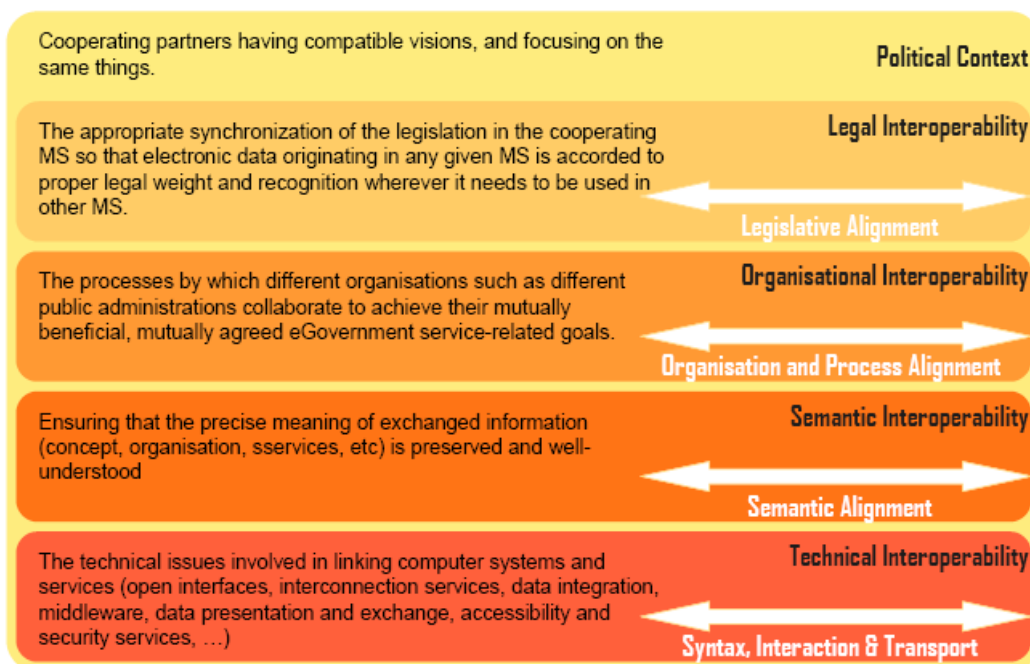 Cooperating partners having compatible visions, and focusing on the
same things.
Political Context
The appropriate synchronization of the legislation in the cooperating
MS so that electronic data originating in any given MS is accorded to
proper legal weight and recognition wherever it needs to be used in
other MS.
Legal Interoperability
Legislative Alignment
The processes by which different organisations such as different
public administrations collaborate to achieve their mutually
beneficial, mutually agreed eGovernment service-related goals.
Organisational Interoperability
Organisation and Process Alignment
Ensuring that the precise meaning of exchanged information
(concept, organisation, sservices, etc) is preserved and well-
understood
Semantic Interoperability
Semantic Alignment
The technical issues involved in linking computer systems and
services (open interfaces, interconnection services, data integration,
middleware, data presentation and exchange, accessibility and
security services, …)
Technical Interoperability
Syntax, Interaction & Transport